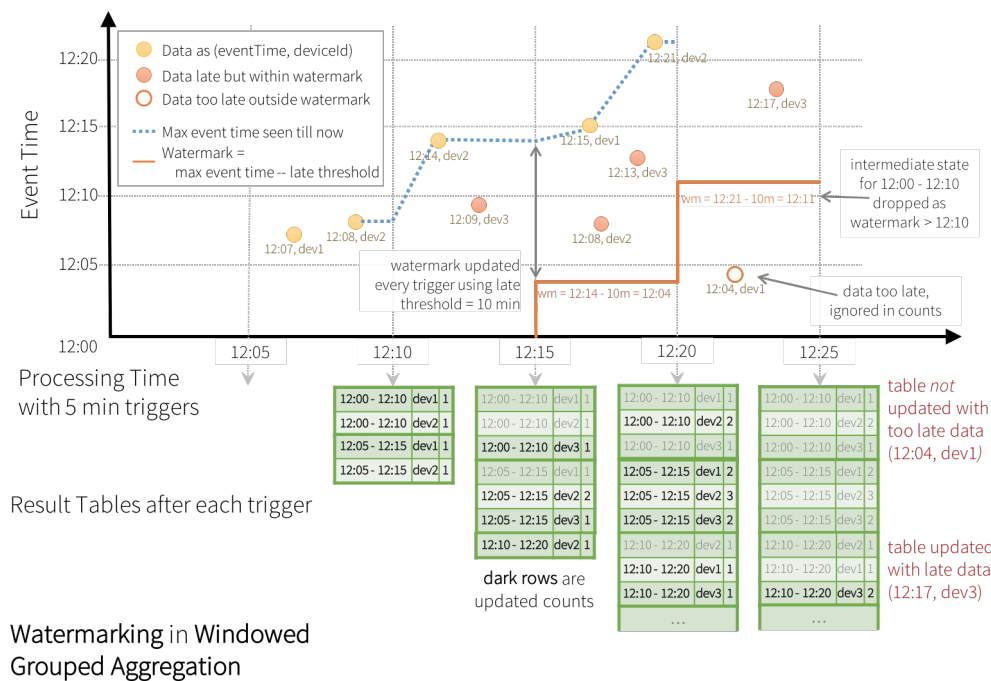 Event Time
12:20
12:15
12:10
12:05
12:00
Data as (eventTime, deviceId)
Data late but within watermark
Data too late outside watermark
Max event time seen till now
Watermark =
max event time -- late threshold
12:07, dev1
12:08, dev2
12:14, dev2
12:09, dev3
12:15, dev1
12:08, dev2
12:13, dev3
12:21, dev2
12:17, dev3
12:04, dev1
watermark updated
every trigger using late
threshold = 10 min
wm = 12:14 - 10m = 12:04
wm = 12:21 - 10m = 12:11
intermediate state
for 12:00 - 12:10
dropped as
watermark > 12:10
data too late,
ignored in counts
12:05
12:10
12:15
12:20
12:25
Processing Time
with 5 min triggers
Result Tables after each trigger
12:00 - 12:10 dev1 1
12:00 - 12:10 dev2 1
12:05 - 12:15 dev1 1
12:05 - 12:15 dev2 1
12:00 - 12:10 dev1 1
12:00 - 12:10 dev2 1
12:00 - 12:10 dev3 1
12:05 - 12:15 dev1 1
12:05 - 12:15 dev2 2
12:05 - 12:15 dev3 1
12:10 - 12:20 dev2 1
dark rows are
updated counts
12:00 - 12:10 dev1 1
12:00 - 12:10 dev2 2
12:00 - 12:10 dev3 1
12:05 - 12:15 dev1 2
12:05 - 12:15 dev2 3
12:05 - 12:15 dev3 2
12:10 - 12:20 dev2 1
12:10 - 12:20 dev1 1
12:10 - 12:20 dev3 1
...
12:00 - 12:10 dev1 1
12:00 - 12:10 dev2 2
12:00 - 12:10 dev3 1
12:05 - 12:15 dev1 2
12:05 - 12:15 dev2 3
12:05 - 12:15 dev3 2
12:10 - 12:20 dev2 1
12:10 - 12:20 dev1 1
12:10 - 12:20 dev3 2
...
table not
updated with
too late data
(12:04, dev1)
table updated
with late data
(12:17, dev3)
Watermarking in Windowed
Grouped Aggregation